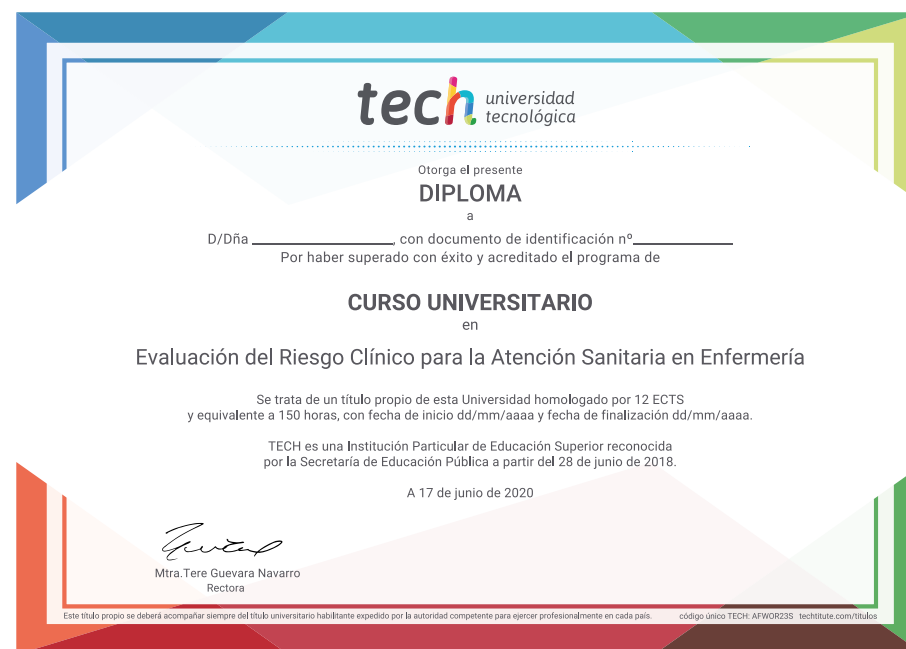 tech universidad
tecnológica
Otorga el presente
DIPLOMA
a
D/Dña ____________________, con documento de identificación nº______________
Por haber superado con éxito y acreditado el programa de
CURSO UNIVERSITARIO
en
Evaluación del Riesgo Clínico para la Atención Sanitaria en Enfermería
Se trata de un título propio de esta Universidad homologado por 12 ECTS
y equivalente a 150 horas, con fecha de inicio dd/mm/aaaa y fecha de finalización dd/mm/aaaa.
TECH es una Institución Particular de Educación Superior reconocida
por la Secretaría de Educación Pública a partir del 28 de junio de 2018.
A 17 de junio de 2020
Mtra.Tere Guevara Navarro
Rectora
Este título propio se deberá acompañar siempre del título universitario habilitante expedido por la autoridad competente para ejercer profesionalmente en cada país. código único TECH: AFWOR23S techtitute.com/titulos